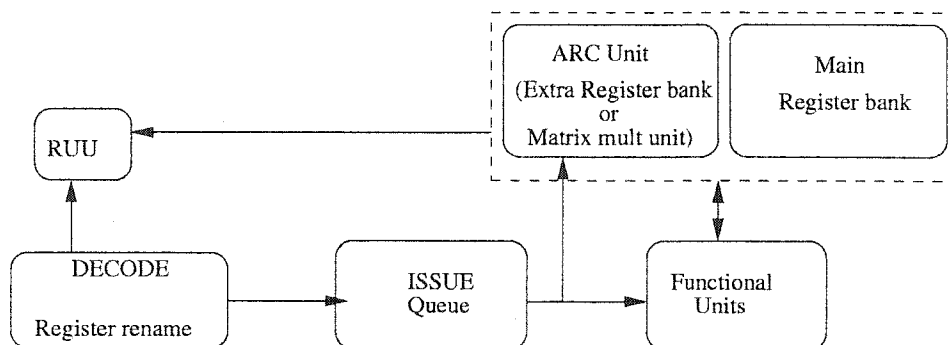 ARC Unit
(Extra Register bank
or
Matrix mult unit)
Main
Register bank
RUU
DECODE
Register rename
ISSUE
Queue
Functional
Units